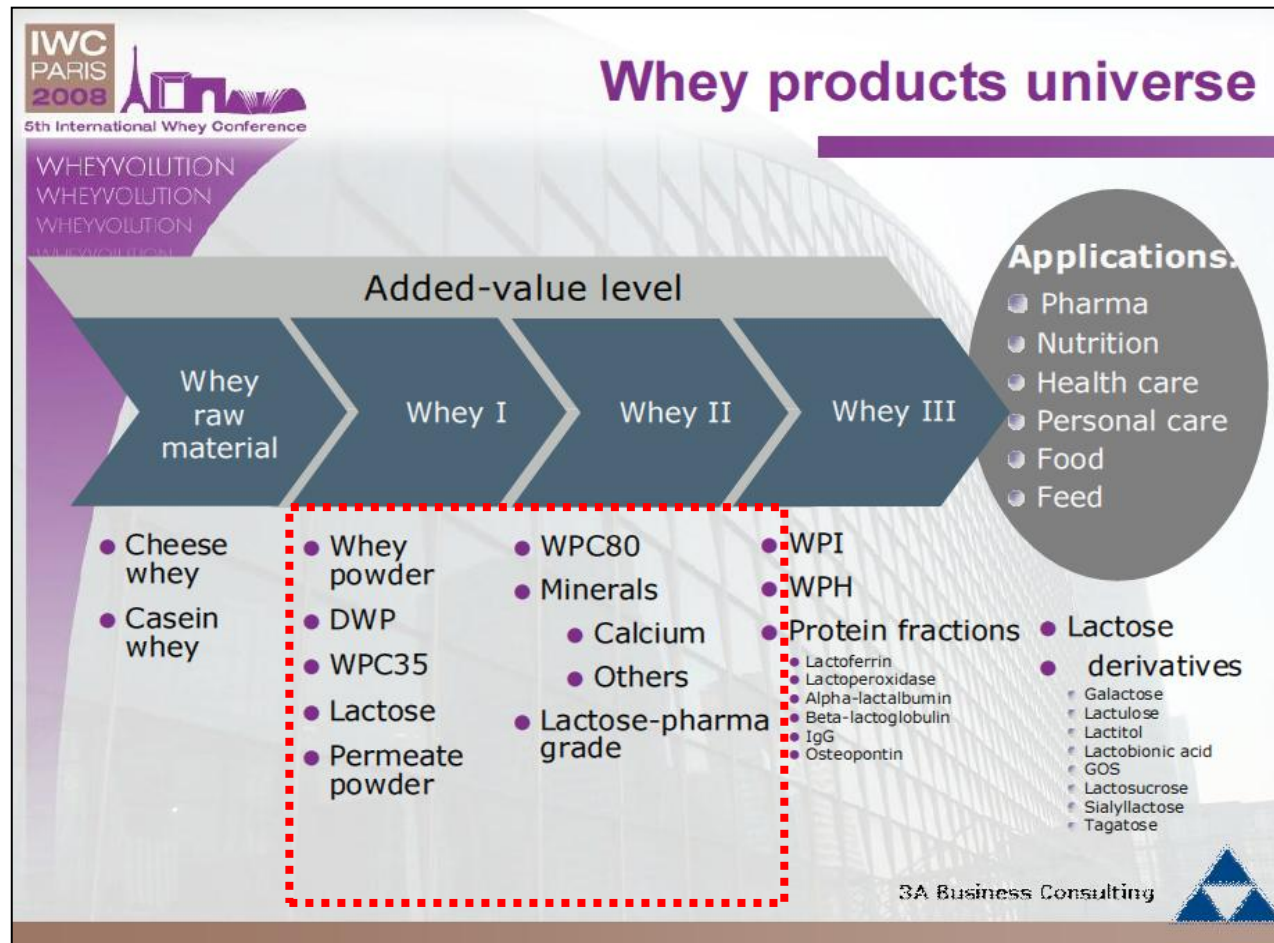 IWC
PARIS
2008
5th International Whey Conference
Whey products universe
WHEYVOLUTION
WHEYVOLUTION
WHEYVOLUTION
WHEYVOLUTION
Added-value level
Whey
raw
material
Whey I
Whey II
Whey III
Applications:
Pharma
Nutrition
Health care
Personal care
Food
Feed
Cheese
whey
Casein
whey
Whey
powder
DWP
WPC35
Lactose
Permeate
powder
WPC80
Minerals
Calcium
Others
Lactose-pharma
grade
WPI
WPH
Protein fractions
Lactoferrin
Lactoperoxidase
Alpha-lactalbumin
Beta-lactoglobulin
IgG
Osteopontin
Lactose
derivatives
Galactose
Lactulose
Lactitol
Lactobionic acid
GOS
Lactosucrose
Sialyllactose
Tagatose
3A Business Consulting